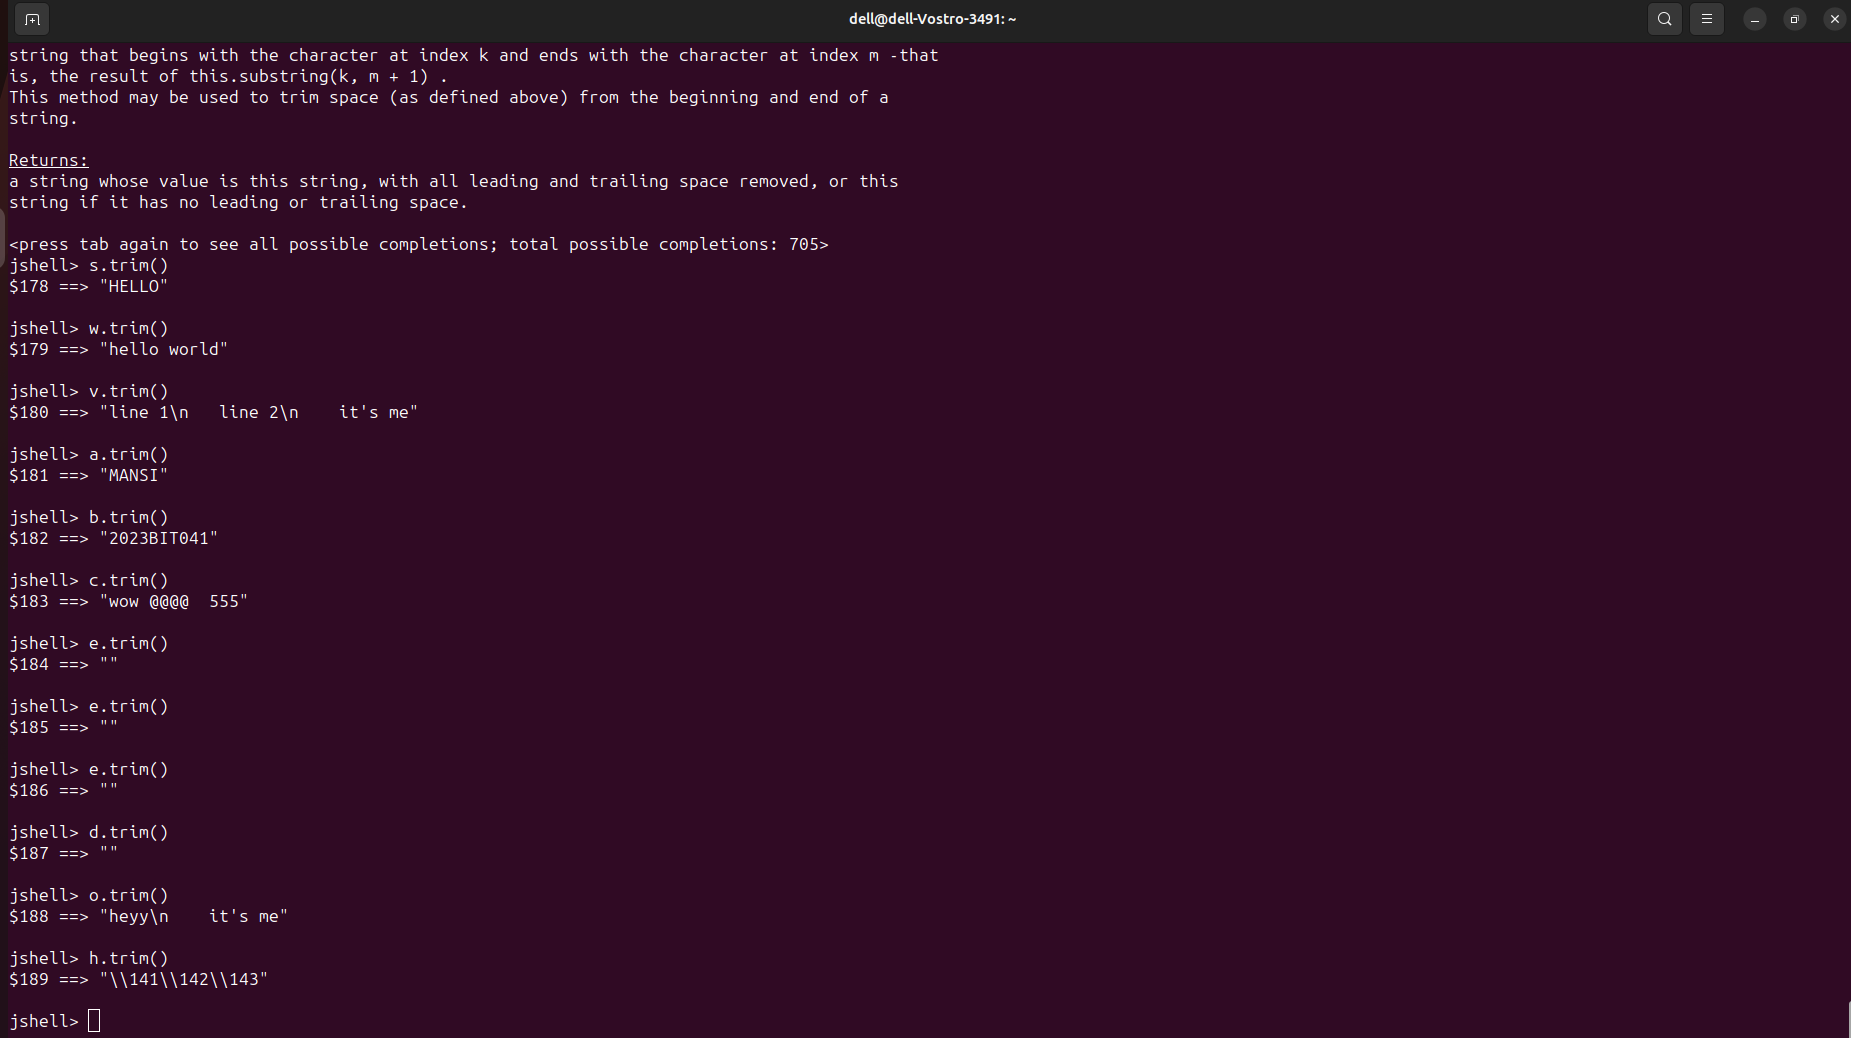 dell@dell-Vostro-3491: ~
string that begins with the character at index k and ends with the character at index m -that
is, the result of this.substring(k, m + 1) .
This method may be used to trim space (as defined above) from the beginning and end of a
string.
Returns:
a string whose value is this string, with all leading and trailing space removed, or this
string if it has no leading or trailing space.
<press tab again to see all possible completions; total possible completions: 705>
jshell> s.trim()
$178 ==> "HELLO"
jshell> w.trim()
$179 ==> "hello world"
jshell> v.trim()
$180 ==> "line 1\n   line 2\n    it's me"
jshell> a.trim()
$181 ==> "MANSI"
jshell> b.trim()
$182 ==> "2023BIT041"
jshell> c.trim()
$183 ==> "wow @@@@  555"
jshell> e.trim()
$184 ==> ""
jshell> e.trim()
$185 ==> ""
jshell> e.trim()
$186 ==> ""
jshell> d.trim()
$187 ==> ""
jshell> o.trim()
$188 ==> "heyy\n    it's me"
jshell> h.trim()
$189 ==> "\\141\\142\\143"
jshell>